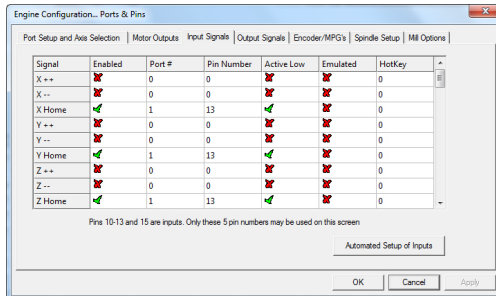 Engine Configuration... Ports & Pins
Port Setup and Axis Selection Motor Outputs Input Signals Output Signals Encoder/MPG's Spindle Setup Mill Options
Signal Enabled Port # Pin Number Active Low Emulated HotKey
X ++ 0 0 0
X -- 0 0 0
X Home 1 13 0
Y ++ 0 0 0
Y -- 0 0 0
Y Home 1 13 0
Z ++ 0 0 0
Z -- 0 0 0
Z Home 1 13 0
Pins 10-13 and 15 are inputs. Only these 5 pin numbers may be used on this screen
Automated Setup of Inputs
OK Cancel Apply